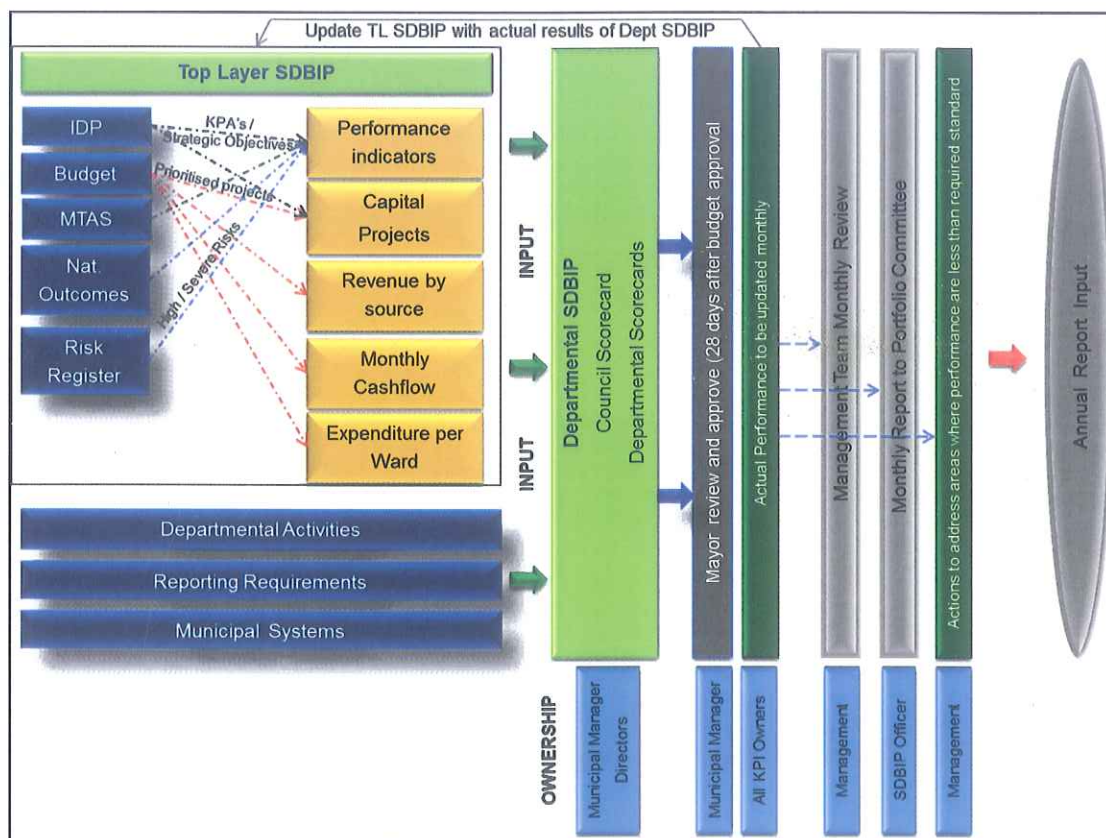 Update TL SDBIP with actual results of Dept SDBIP
Top Layer SDBIP
IDP
Budget
MTAS
Nat.
Outcomes
Risk
Register
KPA's /
Strategic Objectives
Prioritised projects
High / Severe Risks
Performance
indicators
Capital
Projects
Revenue by
source
Monthly
Cashflow
Expenditure per
Ward
Departmental Activities
Reporting Requirements
Municipal Systems
INPUT
INPUT
Departmental SDBIP
Council Scorecard
Departmental Scorecards
Mayor review and approve (28 days after budget approval
Actual Performance to be updated monthly
Management Team Monthly Review
Monthly Report to Portfolio Committee
Actions to address areas where performance are less than required standard
Annual Report Input
OWNERSHIP
Municipal Manager
Directors
Municipal Manager
All KPI Owners
Management
SDBIP Officer
Management